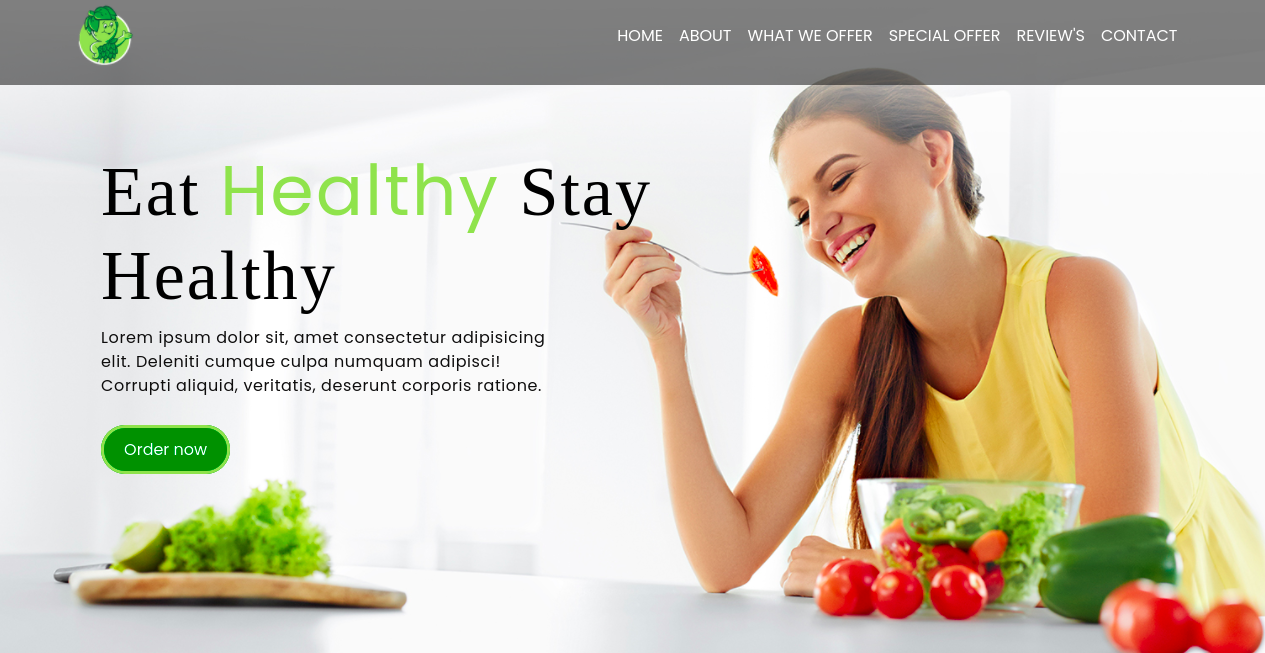 HOME ABOUT WHAT WE OFFER SPECIAL OFFER REVIEW'S CONTACT
Eat Healthy Stay
Healthy
Lorem ipsum dolor sit, amet consectetur adipisicing
elit. Deleniti cumque culpa numquam adipisci!
Corrupti aliquid, veritatis, deserunt corporis ratione.
Order now